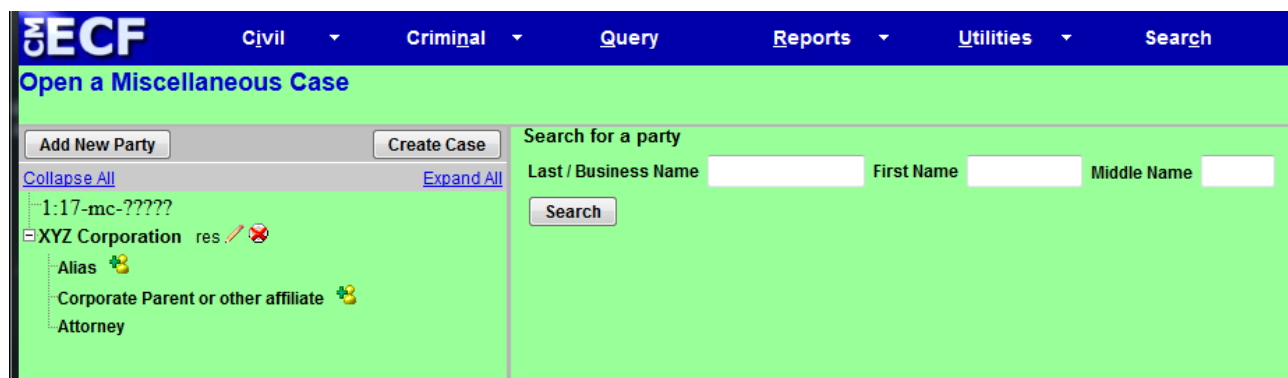 CM ECF Civil Criminal Query Reports Utilities Search
Open a Miscellaneous Case
Add New Party Create Case
Collapse All Expand All
1:17-mc-?????
XYZ Corporation res
Alias
Corporate Parent or other affiliate
Attorney
Search for a party
Last / Business Name First Name Middle Name
Search